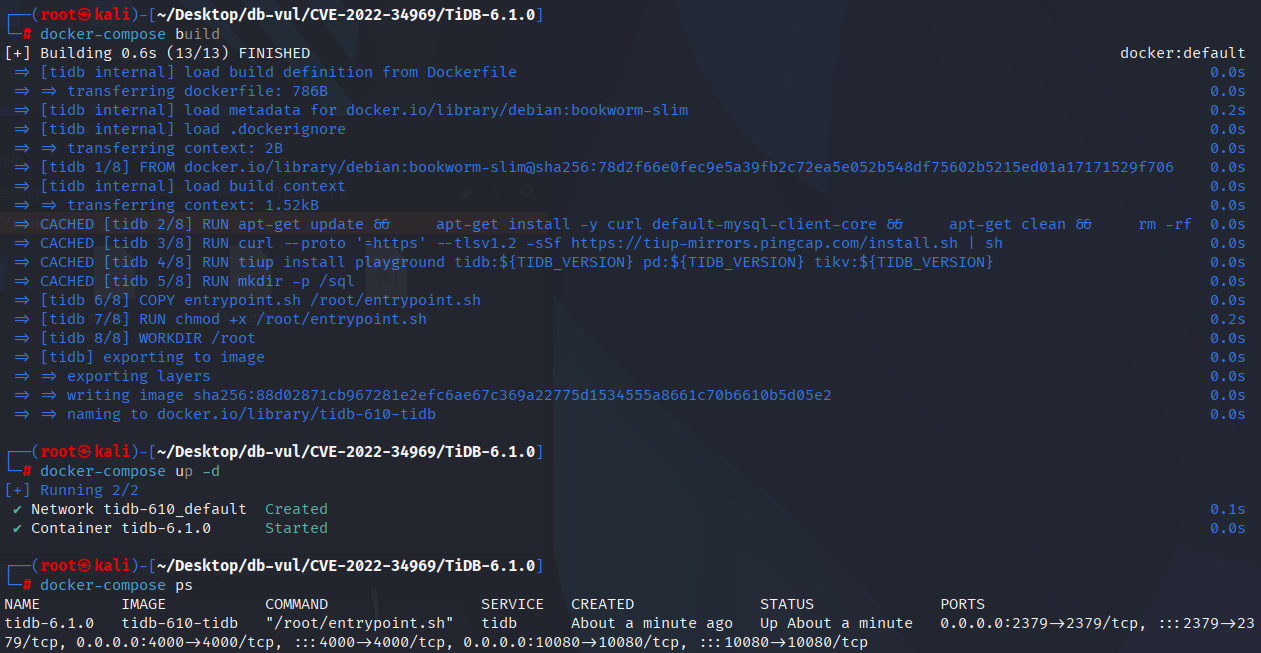 ┌──(root㉿kali)-[~/Desktop/db-vul/CVE-2022-34969/TiDB-6.1.0]
└─# docker-compose build
[+] Building 0.6s (13/13) FINISHED docker:default
=> [tidb internal] load build definition from Dockerfile 0.0s
=> => transferring dockerfile: 786B 0.0s
=> [tidb internal] load metadata for docker.io/library/debian:bookworm-slim 0.2s
=> [tidb internal] load .dockerignore 0.0s
=> => transferring context: 2B 0.0s
=> [tidb 1/8] FROM docker.io/library/debian:bookworm-slim@sha256:78d2f66e0fec9e5a39fb2c72ea5e052b548df75602b5215ed01a17171529f706 0.0s
=> [tidb internal] load build context 0.0s
=> => transferring context: 1.52kB 0.0s
=> CACHED [tidb 2/8] RUN apt-get update && apt-get install -y curl default-mysql-client-core && apt-get clean && rm -rf 0.0s
=> CACHED [tidb 3/8] RUN curl --proto '=https' --tlsv1.2 -sSf https://tiup-mirrors.pingcap.com/install.sh | sh 0.0s
=> CACHED [tidb 4/8] RUN tiup install playground tidb:${TIDB_VERSION} pd:${TIDB_VERSION} tikv:${TIDB_VERSION} 0.0s
=> CACHED [tidb 5/8] RUN mkdir -p /sql 0.0s
=> [tidb 6/8] COPY entrypoint.sh /root/entrypoint.sh 0.0s
=> [tidb 7/8] RUN chmod +x /root/entrypoint.sh 0.2s
=> [tidb 8/8] WORKDIR /root 0.0s
=> [tidb] exporting to image 0.0s
=> => exporting layers 0.0s
=> => writing image sha256:88d02871cb967281e2efc6ae67c369a22775d1534555a8661c70b6610b5d05e2 0.0s
=> => naming to docker.io/library/tidb-610-tidb 0.0s
┌──(root㉿kali)-[~/Desktop/db-vul/CVE-2022-34969/TiDB-6.1.0]
└─# docker-compose up -d
[+] Running 2/2
✔ Network tidb-610_default Created 0.1s
✔ Container tidb-6.1.0 Started 0.0s
┌──(root㉿kali)-[~/Desktop/db-vul/CVE-2022-34969/TiDB-6.1.0]
└─# docker-compose ps
NAME IMAGE COMMAND SERVICE CREATED STATUS PORTS
tidb-6.1.0 tidb-610-tidb "/root/entrypoint.sh" tidb About a minute ago Up About a minute 0.0.0.0:2379->2379/tcp, :::2379->23
79/tcp, 0.0.0.0:4000->4000/tcp, :::4000->4000/tcp, 0.0.0.0:10080->10080/tcp, :::10080->10080/tcp